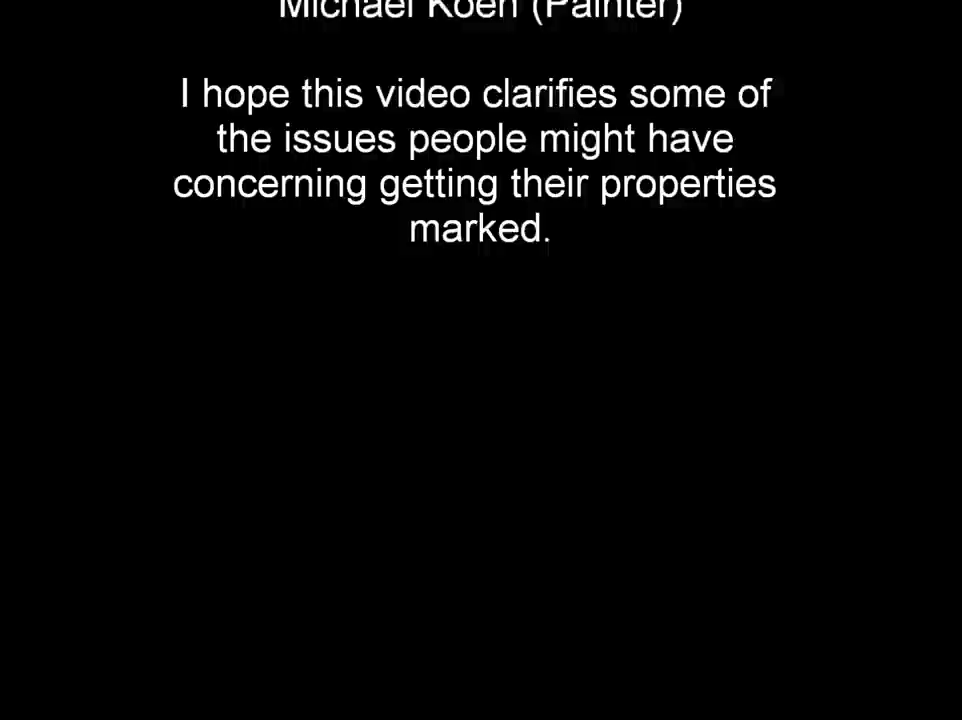 Michael Koen (Painter)
I hope this video clarifies some of
the issues people might have
concerning getting their properties
marked.